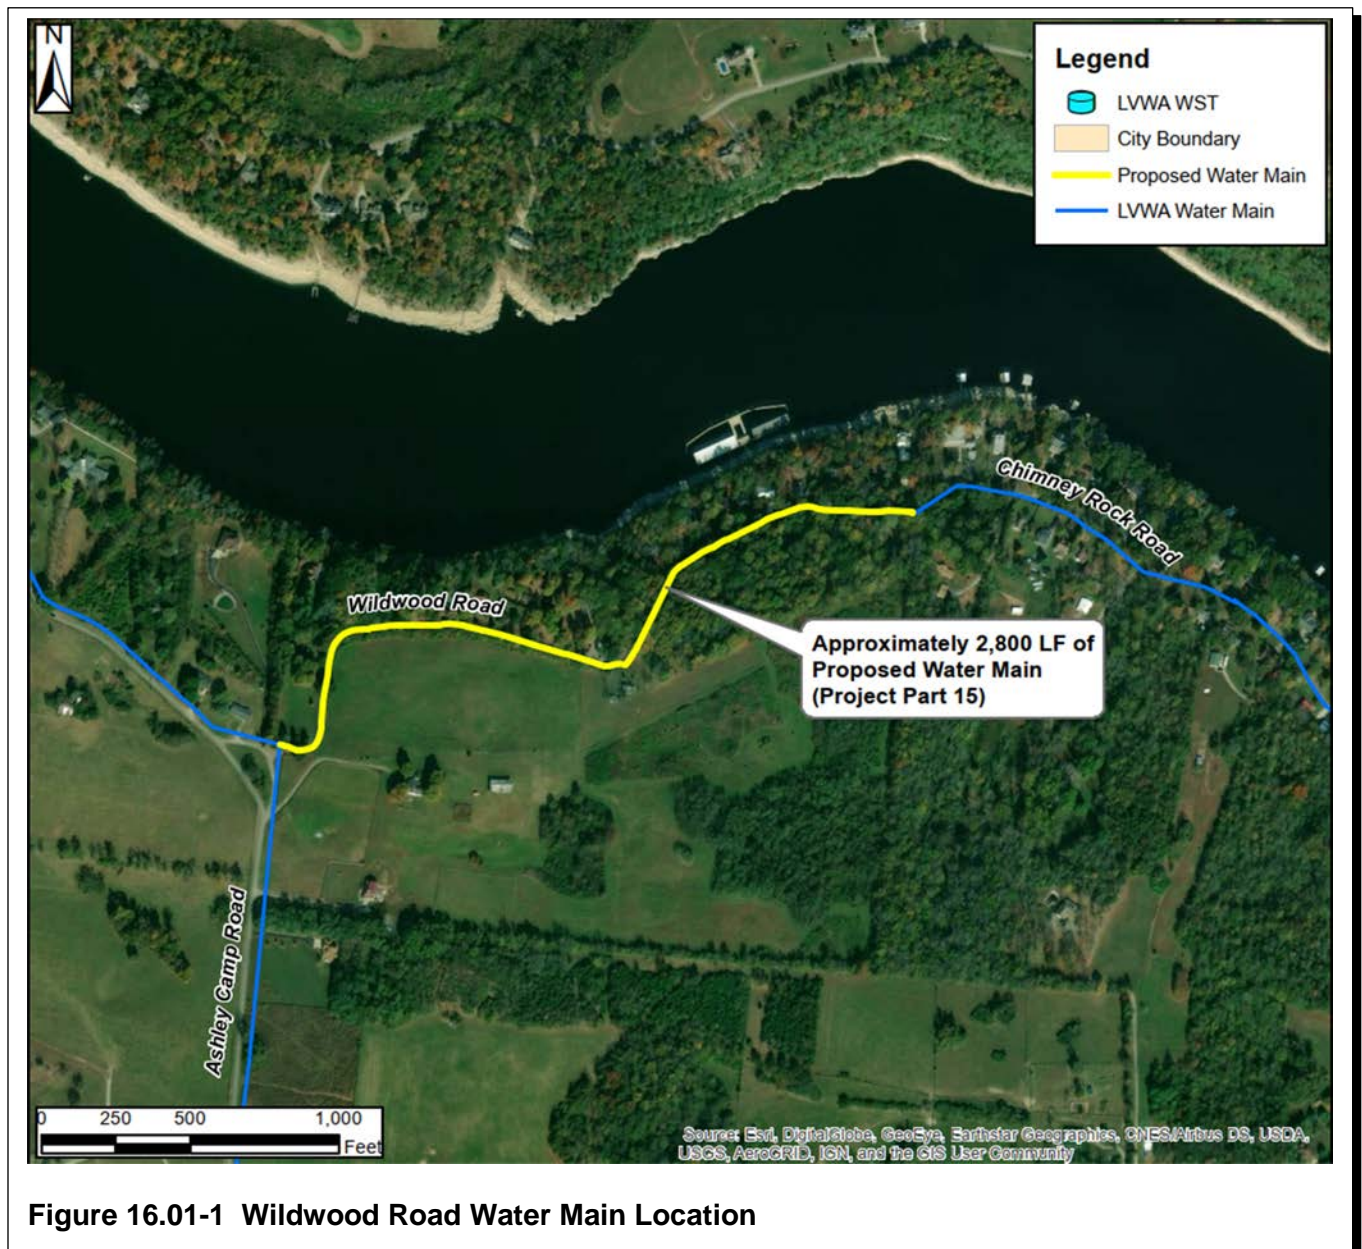 N
Legend
LVWA WST
City Boundary
Proposed Water Main
LVWA Water Main
Chimney Rock Road
Wildwood Road
Approximately 2,800 LF of
Proposed Water Main
(Project Part 15)
Ashley Camp Road
0 250 500 1,000
Feet
Source: Esri, DigitalGlobe, GeoEye, Earthstar Geographics, CNES/Airbus DS, USDA,
USGS, AeroGRID, IGN, and the GIS User Community
Figure 16.01-1 Wildwood Road Water Main Location